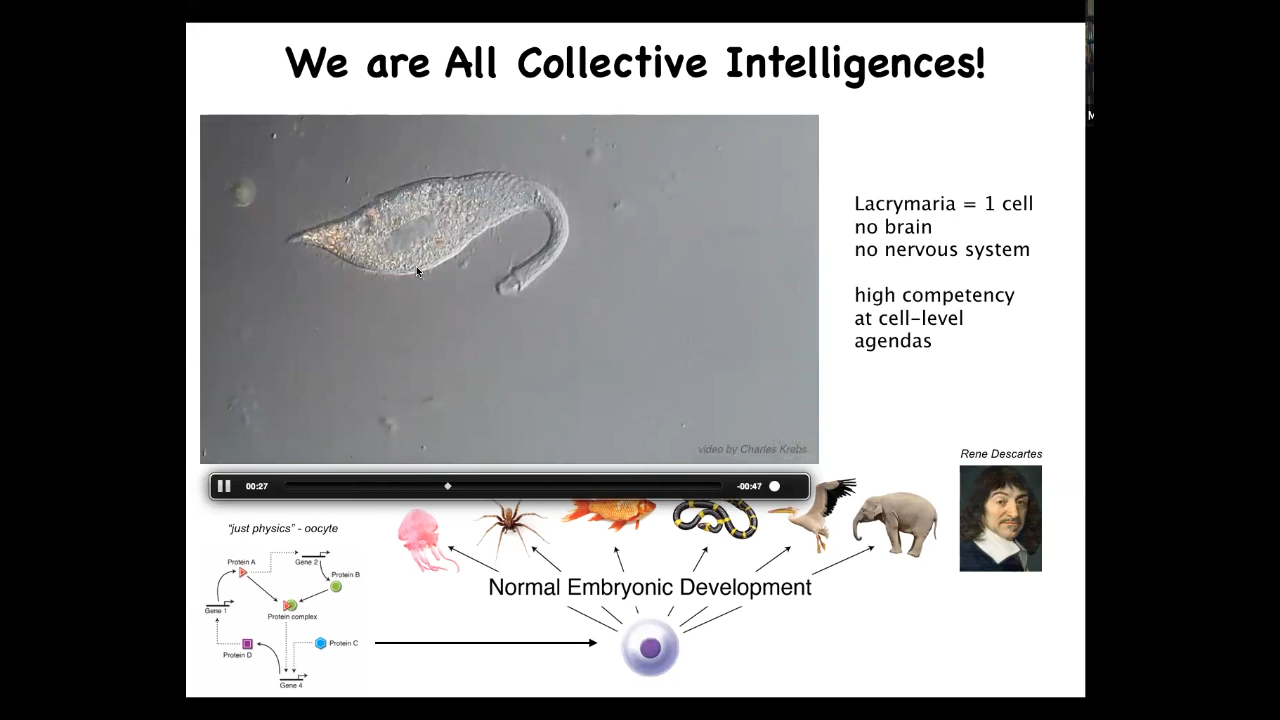 We are All Collective Intelligences!
M
Lacrymaria = 1 cell
no brain
no nervous system
high competency
at cell-level
agendas
video by Charles Krebs
Rene Descartes
00:27
-00:47
"just physics" - oocyte
Protein A
Gene 2
Protein B
Gene 1
Protein complex
Protein C
Protein D
Gene 4
Normal Embryonic Development